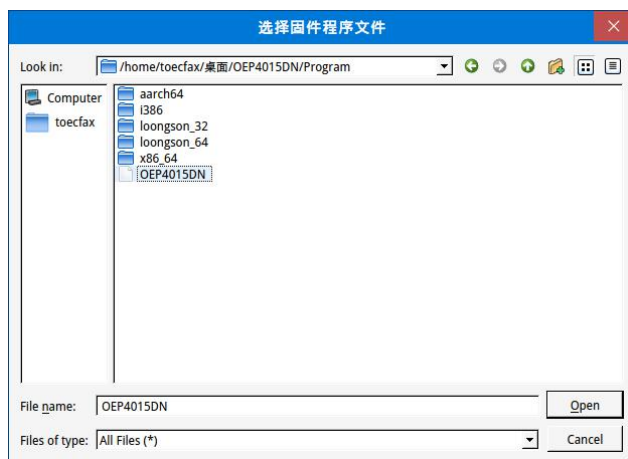 选择固件程序文件
Look in: /home/toecfax/桌面/OEP4015DN/Program
Computer
toecfax
aarch64
i386
loongson_32
loongson_64
x86_64
OEP4015DN
File name: OEP4015DN Open
Files of type: All Files (*) Cancel